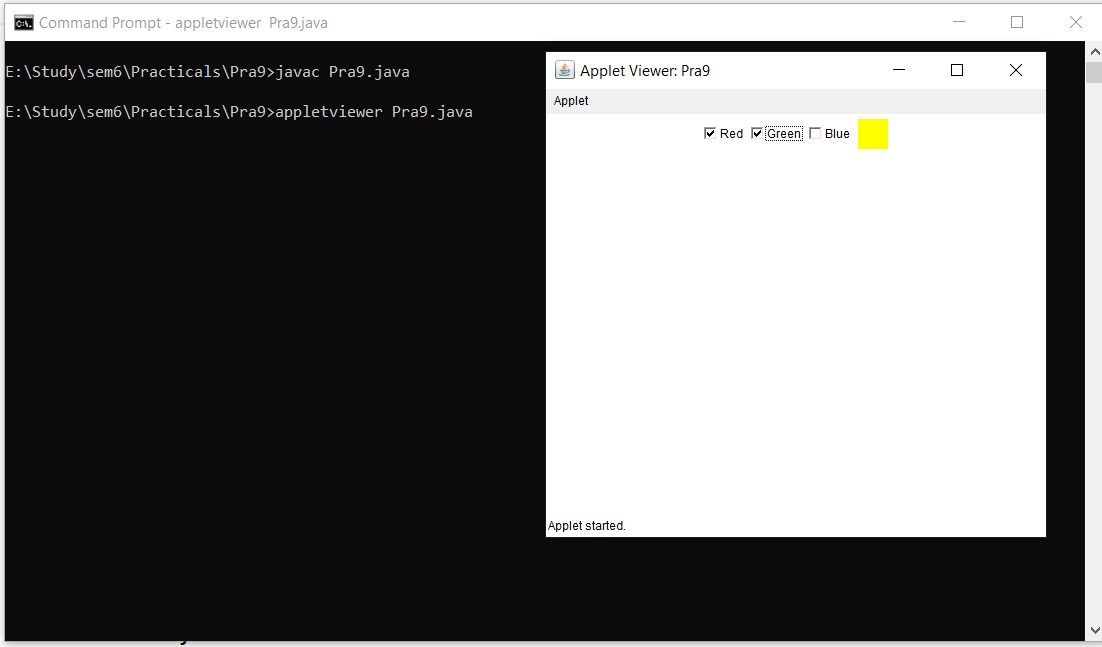 Command Prompt - appletviewer  Pra9.java
E:\Study\sem6\Practicals\Pra9>javac Pra9.java
E:\Study\sem6\Practicals\Pra9>appletviewer Pra9.java
Applet Viewer: Pra9
Applet
Red Green Blue
Applet started.